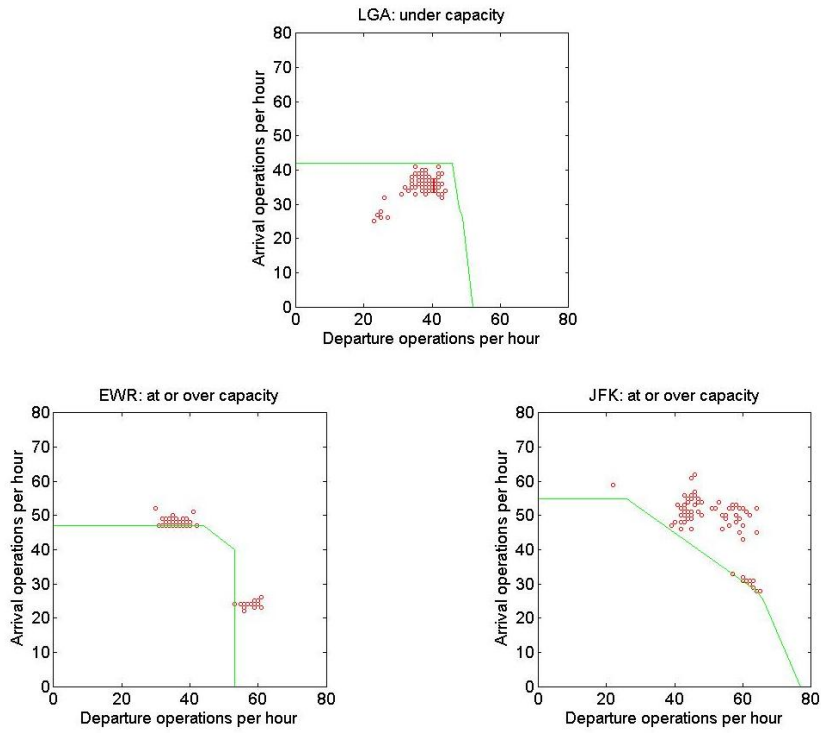 LGA: under capacity
80
70
60
50
40
30
20
10
0
0 20 40 60 80
Arrival operations per hour
Departure operations per hour
EWR: at or over capacity
80
70
60
50
40
30
20
10
0
0 20 40 60 80
Arrival operations per hour
Departure operations per hour
JFK: at or over capacity
80
70
60
50
40
30
20
10
0
0 20 40 60 80
Arrival operations per hour
Departure operations per hour